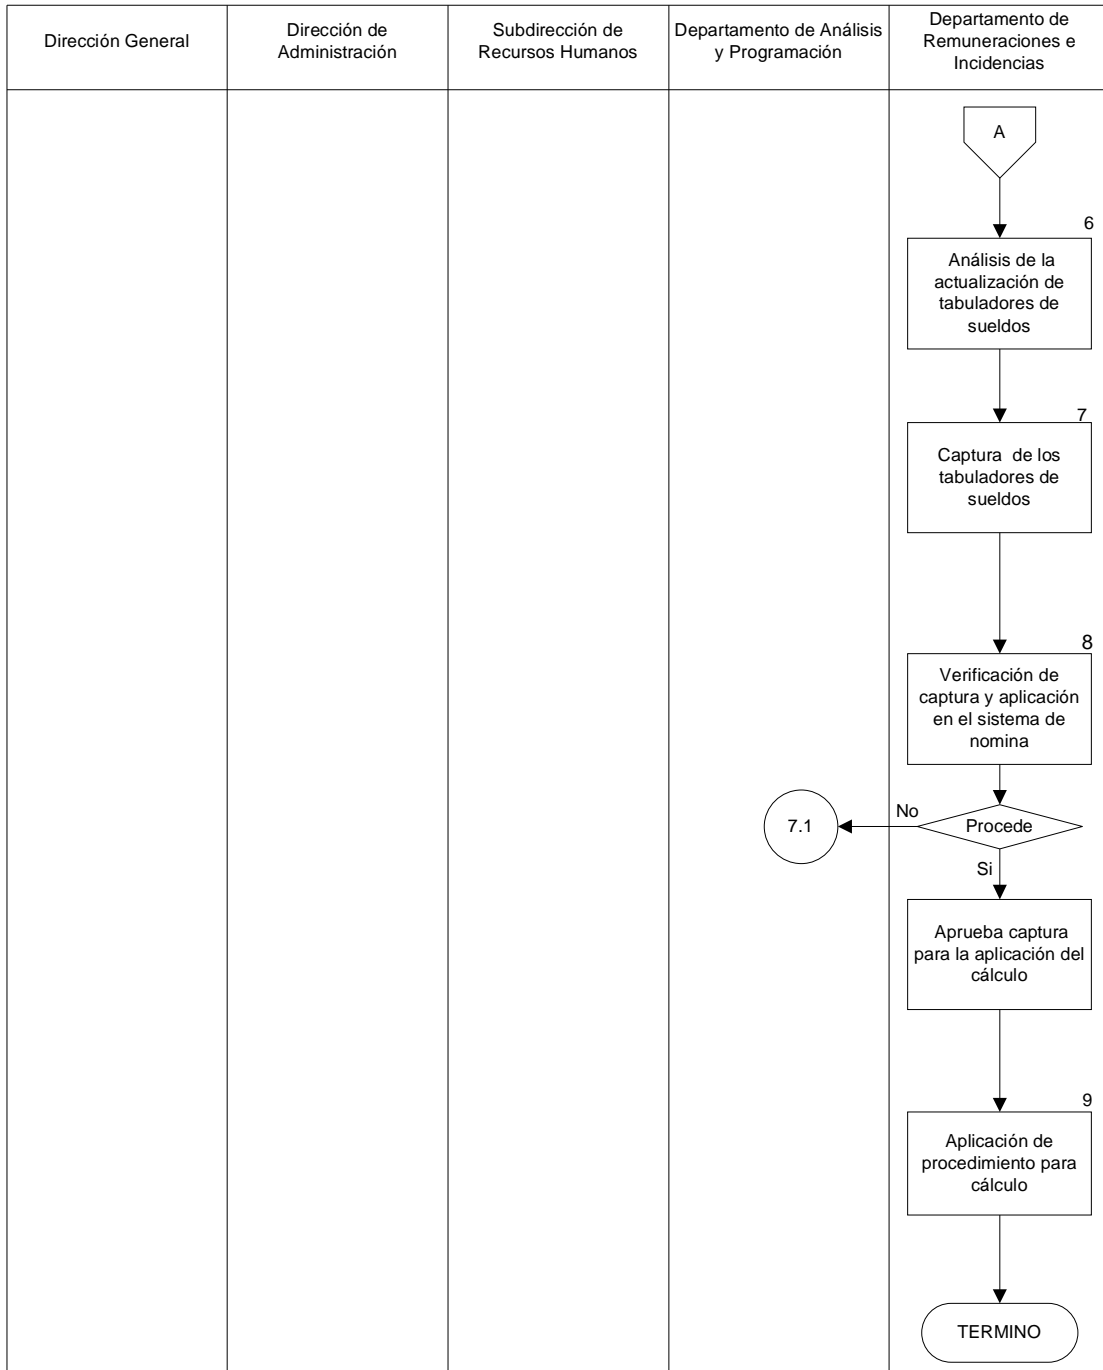 Dirección General
Dirección de
Administración
Subdirección de
Recursos Humanos
Departamento de Análisis
y Programación
Departamento de
Remuneraciones e
Incidencias
A
6
Análisis de la
actualización de
tabuladores de
sueldos
7
Captura de los
tabuladores de
sueldos
8
Verificación de
captura y aplicación
en el sistema de
nomina
7.1
No
Procede
Si
Aprueba captura
para la aplicación del
cálculo
9
Aplicación de
procedimiento para
cálculo
TERMINO